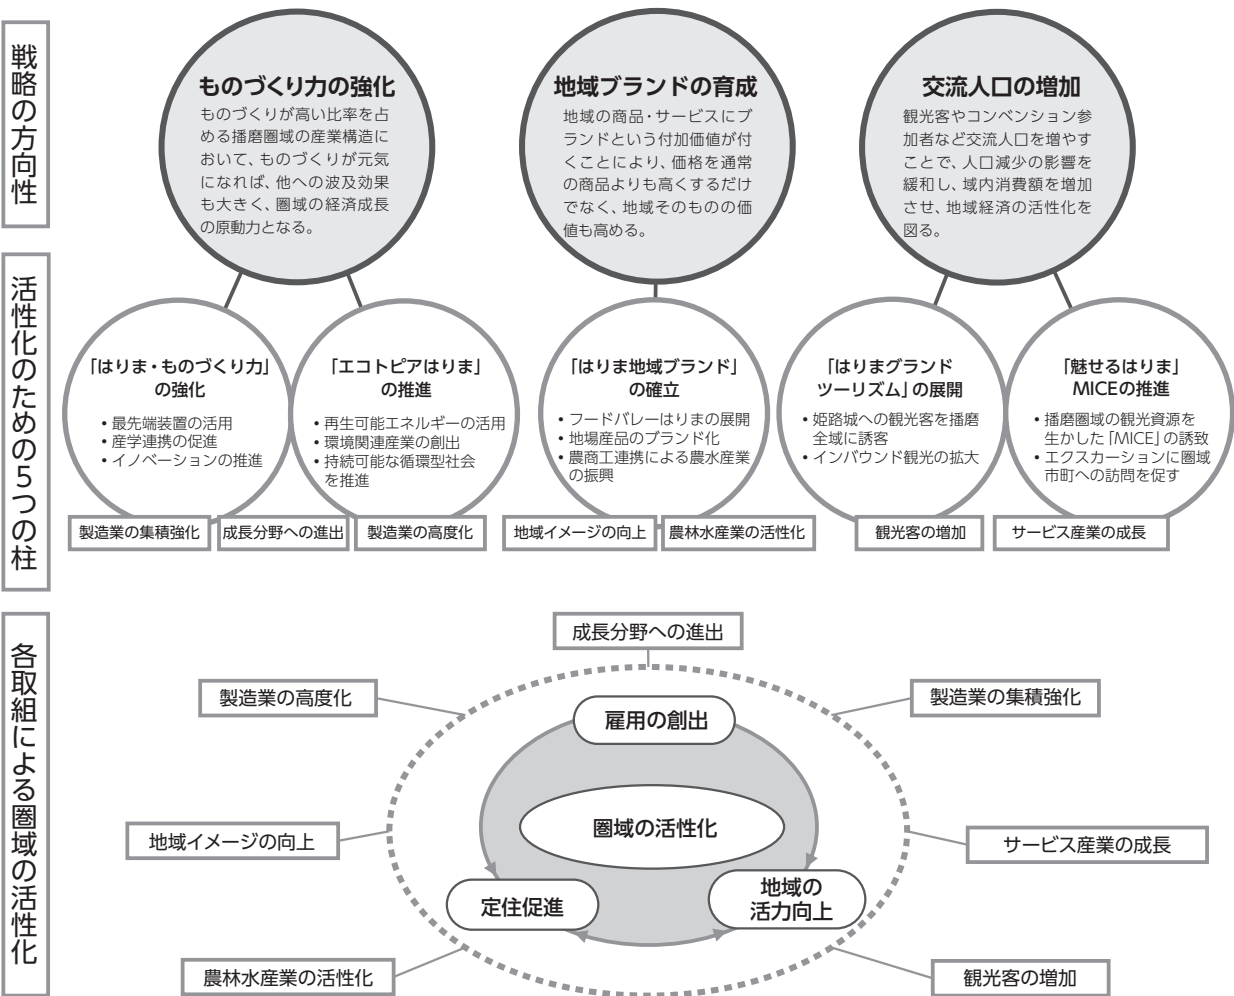 戦略の方向性
ものづくり力の強化
ものづくりが高い比率を占
める播磨圏域の産業構造に
おいて、ものづくりが元気
になれば、他への波及効果
も大きく、圏域の経済成長
の原動力となる。
地域ブランドの育成
地域の商品・サービスにブ
ランドという付加価値が付
くことにより、価格を通常
の商品よりも高くするだけ
でなく、地域そのものの価
値も高める。
交流人口の増加
観光客やコンベンション参
加者など交流人口を増やす
ことで、人口減少の影響を
緩和し、域内消費額を増加
させ、地域経済の活性化を
図る。
活性化のための5つの柱
「はりま・ものづくり力」
の強化
• 最先端装置の活用
• 産学連携の促進
• イノベーションの推進
「エコトピアはりま」
の推進
• 再生可能エネルギーの活用
• 環境関連産業の創出
• 持続可能な循環型社会
を推進
「はりま地域ブランド」
の確立
• フードバレーはりまの展開
• 地場産品のブランド化
• 農商工連携による農水産業
の振興
「はりまグランド
ツーリズム」の展開
• 姫路城への観光客を播磨
全域に誘客
• インバウンド観光の拡大
「魅せるはりま」
MICEの推進
• 播磨圏域の観光資源を
生かした「MICE」の誘致
• エクスカーションに圏域
市町への訪問を促す
製造業の集積強化
成長分野への進出
製造業の高度化
地域イメージの向上
農林水産業の活性化
観光客の増加
サービス産業の成長
各取組による圏域の活性化
成長分野への進出
製造業の高度化
製造業の集積強化
雇用の創出
圏域の活性化
地域イメージの向上
サービス産業の成長
定住促進
地域の
活力向上
農林水産業の活性化
観光客の増加